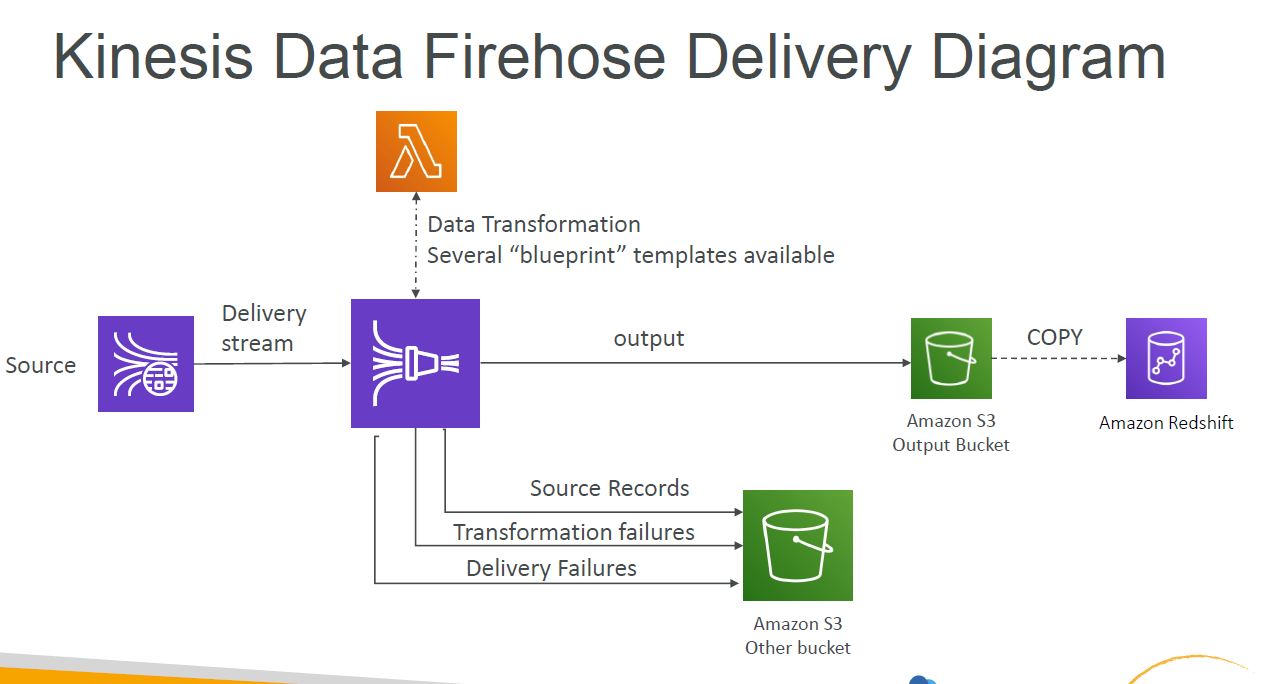 Kinesis Data Firehose Delivery Diagram
Data Transformation
Several “blueprint” templates available
Delivery
stream
Source
output
COPY
Amazon S3
Output Bucket
Amazon Redshift
Source Records
Transformation failures
Delivery Failures
Amazon S3
Other bucket